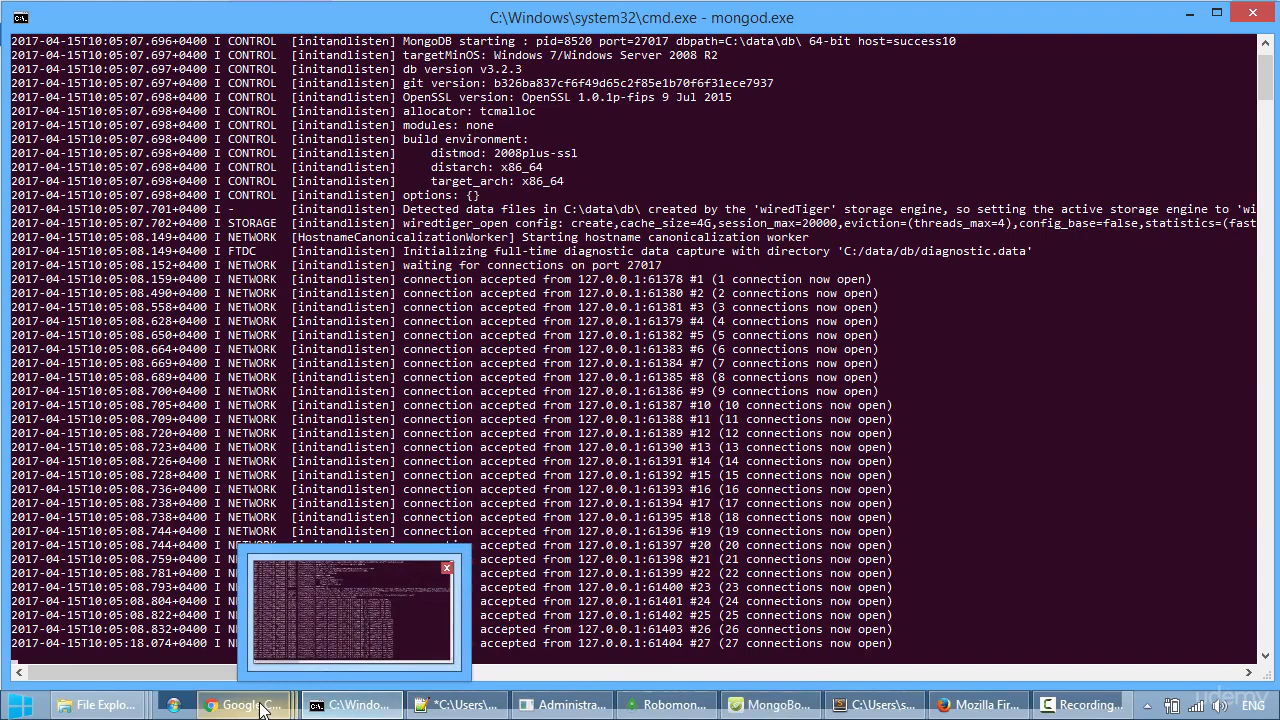 C:\Windows\system32\cmd.exe - mongod.exe
2017-04-15T10:05:07.696+0400 I CONTROL [initandlisten] MongoDB starting : pid=8520 port=27017 dbpath=C:\data\db\ 64-bit host=success10
2017-04-15T10:05:07.697+0400 I CONTROL [initandlisten] targetMinOS: Windows 7/Windows Server 2008 R2
2017-04-15T10:05:07.697+0400 I CONTROL [initandlisten] db version v3.2.3
2017-04-15T10:05:07.697+0400 I CONTROL [initandlisten] git version: b326ba837cf6f49d65c2f85e1b70f6f31ece7937
2017-04-15T10:05:07.698+0400 I CONTROL [initandlisten] OpenSSL version: OpenSSL 1.0.1p-fips 9 Jul 2015
2017-04-15T10:05:07.698+0400 I CONTROL [initandlisten] allocator: tcmalloc
2017-04-15T10:05:07.698+0400 I CONTROL [initandlisten] modules: none
2017-04-15T10:05:07.698+0400 I CONTROL [initandlisten] build environment:
2017-04-15T10:05:07.698+0400 I CONTROL [initandlisten] distmod: 2008plus-ssl
2017-04-15T10:05:07.698+0400 I CONTROL [initandlisten] distarch: x86_64
2017-04-15T10:05:07.698+0400 I CONTROL [initandlisten] target_arch: x86_64
2017-04-15T10:05:07.698+0400 I CONTROL [initandlisten] options: {}
2017-04-15T10:05:07.701+0400 I - [initandlisten] Detected data files in C:\data\db\ created by the 'wiredTiger' storage engine, so setting the active storage engine to 'wi
2017-04-15T10:05:07.702+0400 I STORAGE [initandlisten] wiredtiger_open config: create,cache_size=4G,session_max=20000,eviction=(threads_max=4),config_base=false,statistics=(fast
2017-04-15T10:05:08.149+0400 I NETWORK [HostnameCanonicalizationWorker] Starting hostname canonicalization worker
2017-04-15T10:05:08.149+0400 I FTDC [initandlisten] Initializing full-time diagnostic data capture with directory 'C:/data/db/diagnostic.data'
2017-04-15T10:05:08.152+0400 I NETWORK [initandlisten] waiting for connections on port 27017
2017-04-15T10:05:08.159+0400 I NETWORK [initandlisten] connection accepted from 127.0.0.1:61378 #1 (1 connection now open)
2017-04-15T10:05:08.490+0400 I NETWORK [initandlisten] connection accepted from 127.0.0.1:61380 #2 (2 connections now open)
2017-04-15T10:05:08.558+0400 I NETWORK [initandlisten] connection accepted from 127.0.0.1:61381 #3 (3 connections now open)
2017-04-15T10:05:08.628+0400 I NETWORK [initandlisten] connection accepted from 127.0.0.1:61379 #4 (4 connections now open)
2017-04-15T10:05:08.650+0400 I NETWORK [initandlisten] connection accepted from 127.0.0.1:61382 #5 (5 connections now open)
2017-04-15T10:05:08.664+0400 I NETWORK [initandlisten] connection accepted from 127.0.0.1:61383 #6 (6 connections now open)
2017-04-15T10:05:08.669+0400 I NETWORK [initandlisten] connection accepted from 127.0.0.1:61384 #7 (7 connections now open)
2017-04-15T10:05:08.689+0400 I NETWORK [initandlisten] connection accepted from 127.0.0.1:61385 #8 (8 connections now open)
2017-04-15T10:05:08.700+0400 I NETWORK [initandlisten] connection accepted from 127.0.0.1:61386 #9 (9 connections now open)
2017-04-15T10:05:08.705+0400 I NETWORK [initandlisten] connection accepted from 127.0.0.1:61387 #10 (10 connections now open)
2017-04-15T10:05:08.709+0400 I NETWORK [initandlisten] connection accepted from 127.0.0.1:61388 #11 (11 connections now open)
2017-04-15T10:05:08.720+0400 I NETWORK [initandlisten] connection accepted from 127.0.0.1:61389 #12 (12 connections now open)
2017-04-15T10:05:08.723+0400 I NETWORK [initandlisten] connection accepted from 127.0.0.1:61390 #13 (13 connections now open)
2017-04-15T10:05:08.726+0400 I NETWORK [initandlisten] connection accepted from 127.0.0.1:61391 #14 (14 connections now open)
2017-04-15T10:05:08.728+0400 I NETWORK [initandlisten] connection accepted from 127.0.0.1:61392 #15 (15 connections now open)
2017-04-15T10:05:08.736+0400 I NETWORK [initandlisten] connection accepted from 127.0.0.1:61393 #16 (16 connections now open)
2017-04-15T10:05:08.738+0400 I NETWORK [initandlisten] connection accepted from 127.0.0.1:61394 #17 (17 connections now open)
2017-04-15T10:05:08.738+0400 I NETWORK [initandlisten] connection accepted from 127.0.0.1:61395 #18 (18 connections now open)
2017-04-15T10:05:08.744+0400 I NETWORK [initandlisten] connection accepted from 127.0.0.1:61396 #19 (19 connections now open)
2017-04-15T10:05:08.744+0400 I NE accepted from 127.0.0.1:61397 #20 (20 connections now open)
2017-04-15T10:05:08.759+0400 I NE accepted from 127.0.0.1:61398 #21 (21 connections now open)
2017-04-15T10:05:08.781+0400 I NE accepted from 127.0.0.1:61399 #22 (22 connections now open)
2017-04-15T10:05:08.793+0400 I NE accepted from 127.0.0.1:61400 #23 (23 connections now open)
2017-04-15T10:05:08.804+0400 I NE accepted from 127.0.0.1:61401 #24 (24 connections now open)
2017-04-15T10:05:08.822+0400 I NE accepted from 127.0.0.1:61402 #25 (25 connections now open)
2017-04-15T10:05:08.832+0400 I NE accepted from 127.0.0.1:61403 #26 (26 connections now open)
2017-04-15T10:05:18.074+0400 I NE accepted from 127.0.0.1:61404 #27 (27 connections now open)
File Explo... Google C... C:\Windo... *C:\Users\... Administra... Robomon... MongoBo... C:\Users\s... Mozilla Fir... Recording... ENG
udemy